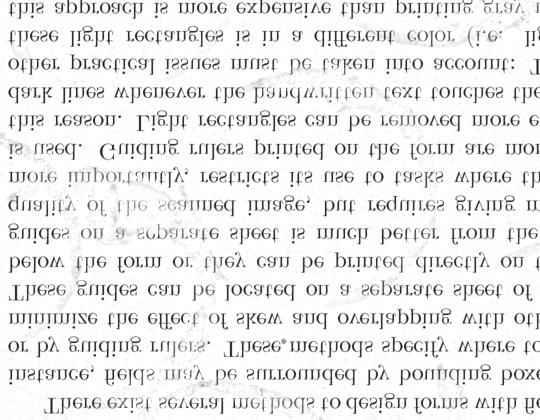 There exist several methods to design forms with fi
instance, fields may be surrounded by bounding boxe
or by guiding rulers. These methods specify where to
minimize the effect of skew and overlapping with oth
These guides can be located on a separate sheet of
below the form or they can be printed directly on t
guides on a separate sheet is much better from the
quality of the scanned image, but requires giving m
more importantly, restricts its use to tasks where th
is used. Guiding rulers printed on the form are mor
this reason. Light rectangles can be removed more e
dark lines whenever the handwritten text touches the
other practical issues must be taken into account: T
these light rectangles is in a different color (i.e. lig
this approach is more expensive than printing gray